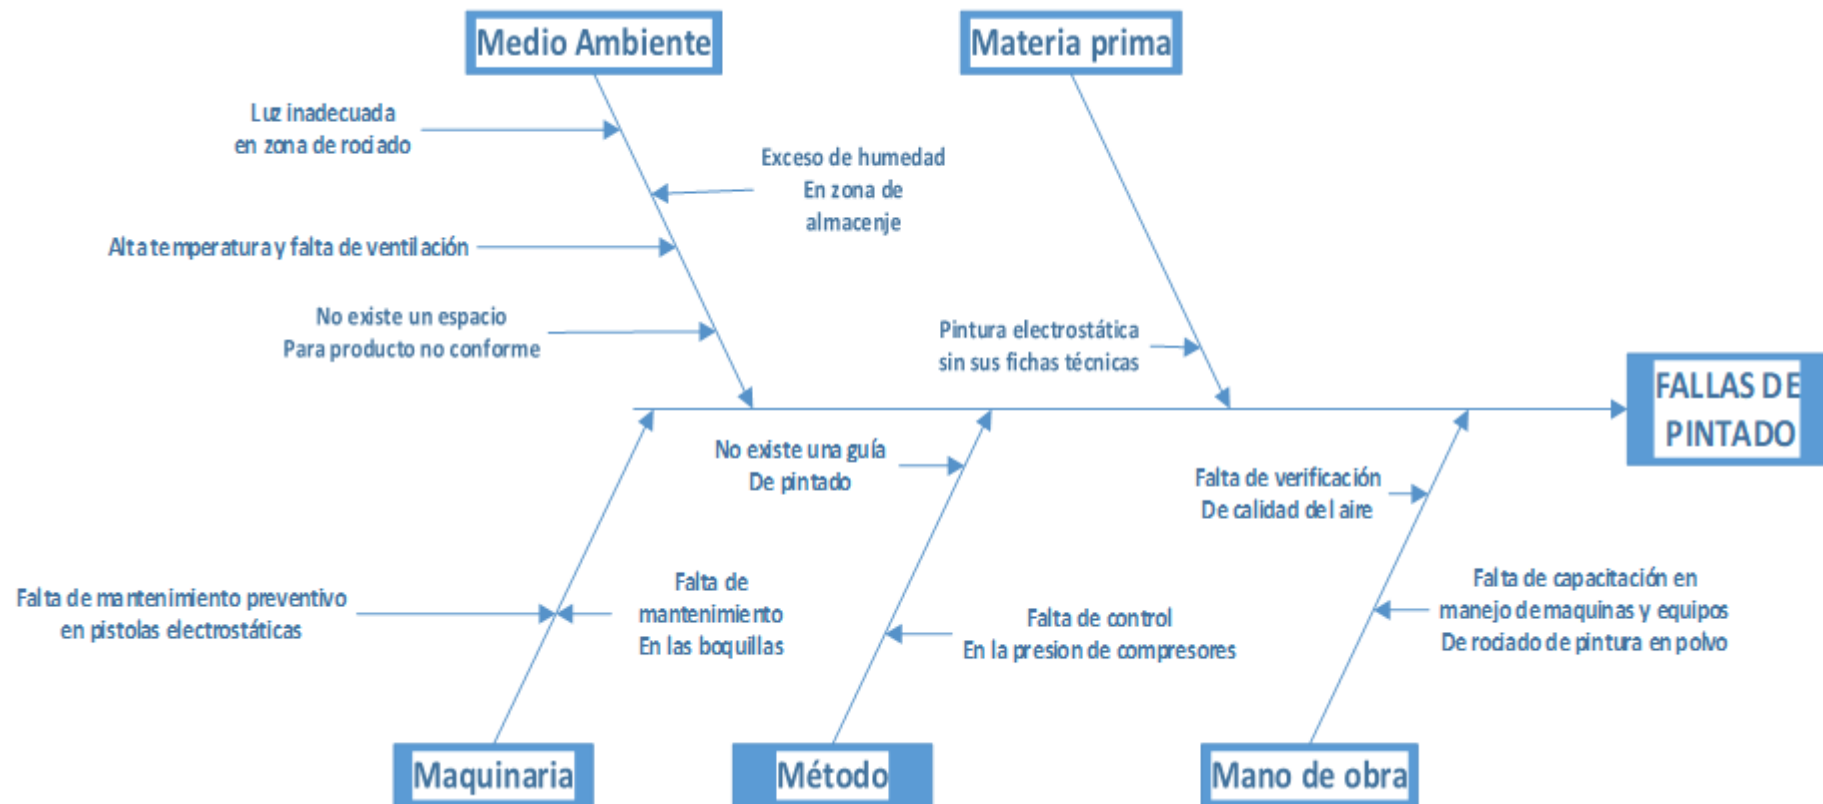 Medio Ambiente
Materia prima
Luz inadecuada
en zona de rociado
Exceso de humedad
En zona de
almacenje
Alta temperatura y falta de ventilación
No existe un espacio
Para producto no conforme
Pintura electrostática
sin sus fichas técnicas
FALLAS DE
PINTADO
No existe una guía
De pintado
Falta de verificación
De calidad del aire
Falta de mantenimiento preventivo
en pistolas electrostáticas
Falta de
mantenimiento
En las boquillas
Falta de control
En la presion de compresores
Falta de capacitación en
manejo de maquinas y equipos
De rociado de pintura en polvo
Maquinaria
Método
Mano de obra